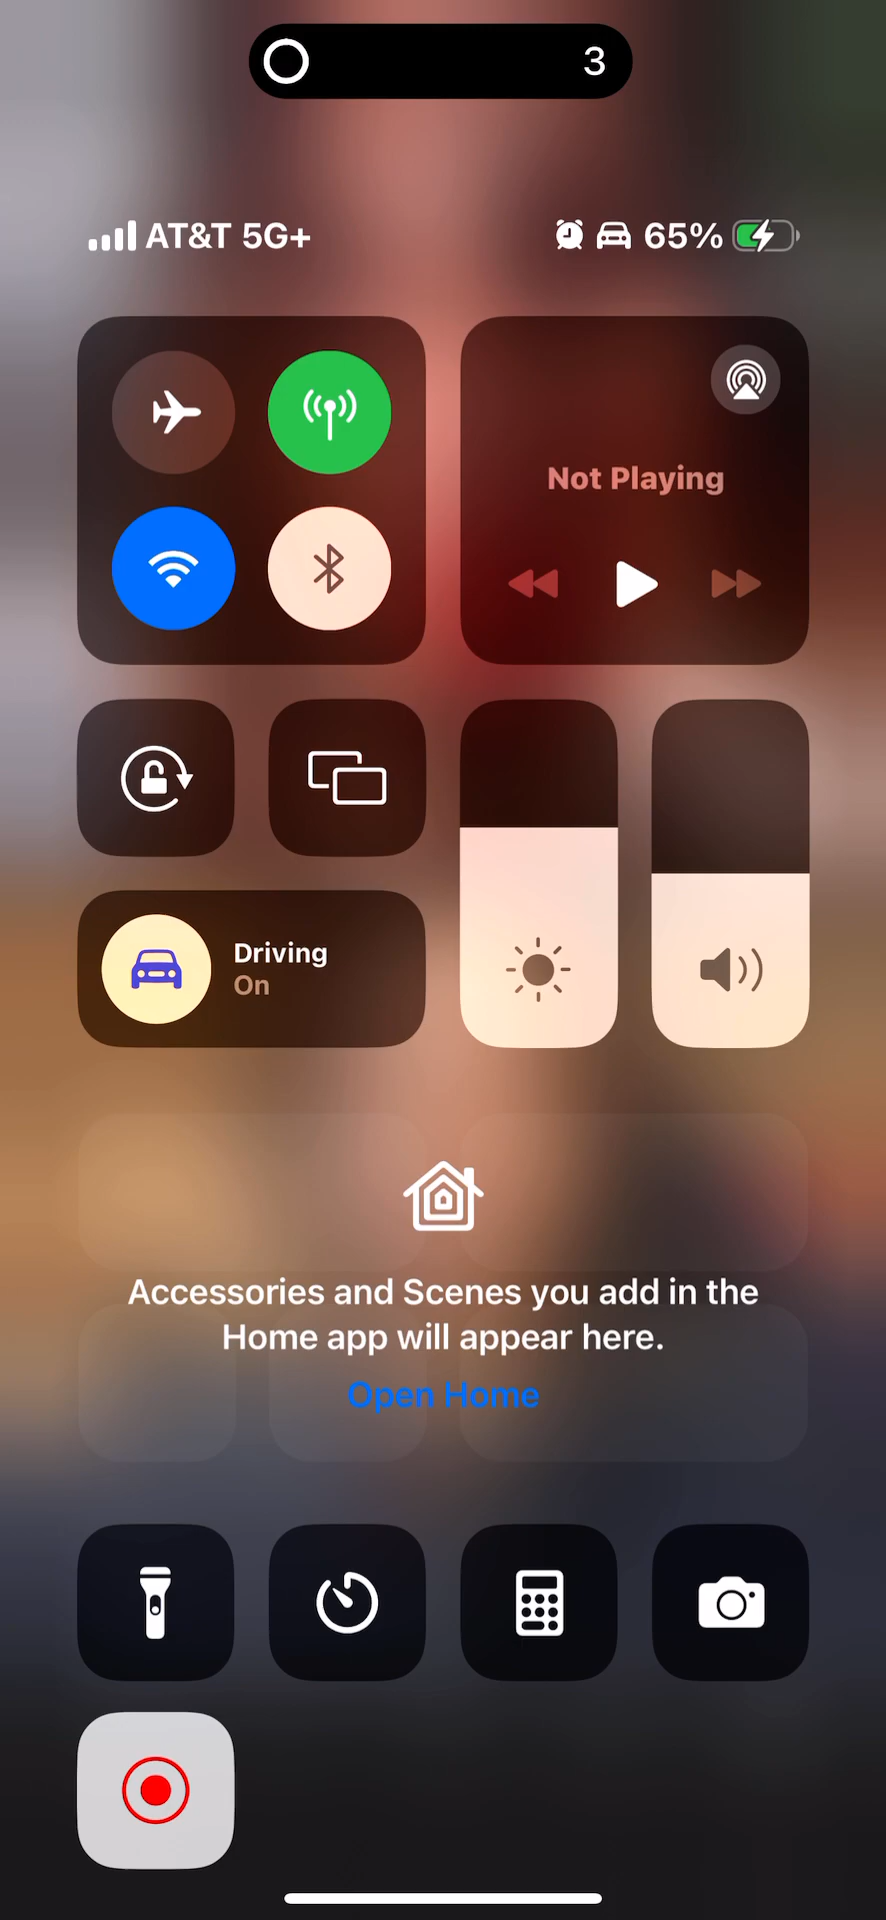 3
AT&T 5G+
65%
Not Playing
Driving
On
Accessories and Scenes you add in the
Home app will appear here.
Open Home